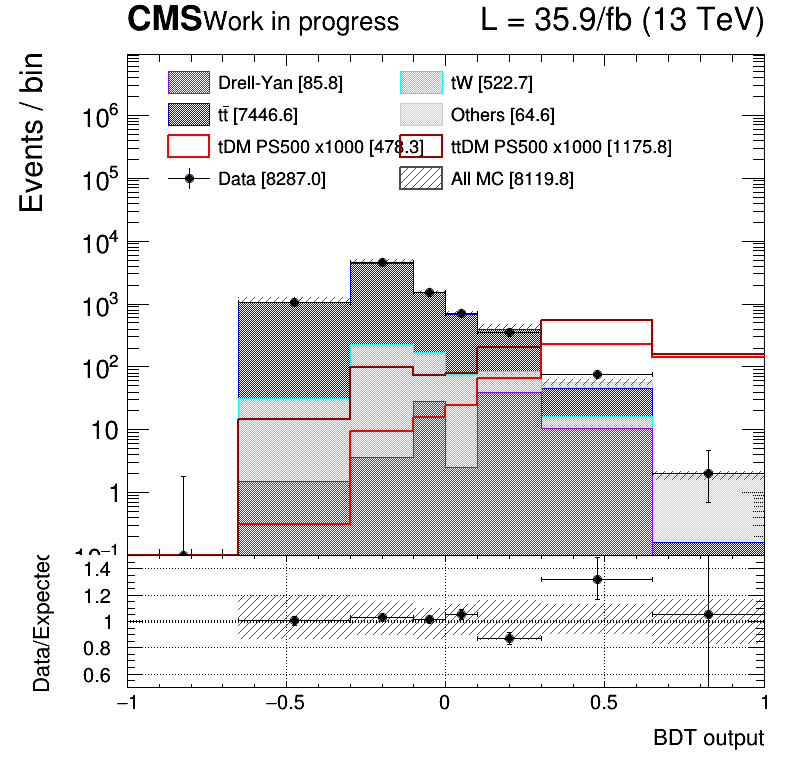 CMS Work in progress L = 35.9/fb (13 TeV)
Events / bin
Drell-Yan [85.8] tW [522.7]
tt̄ [7446.6] Others [64.6]
tDM PS500 x1000 [478.3] ttDM PS500 x1000 [1175.8]
Data [8287.0] All MC [8119.8]
10⁶
10⁵
10⁴
10³
10²
10
1
10⁻¹
Data/Expected
1.4
1.2
1
0.8
0.6
−1 −0.5 0 0.5 1
BDT output